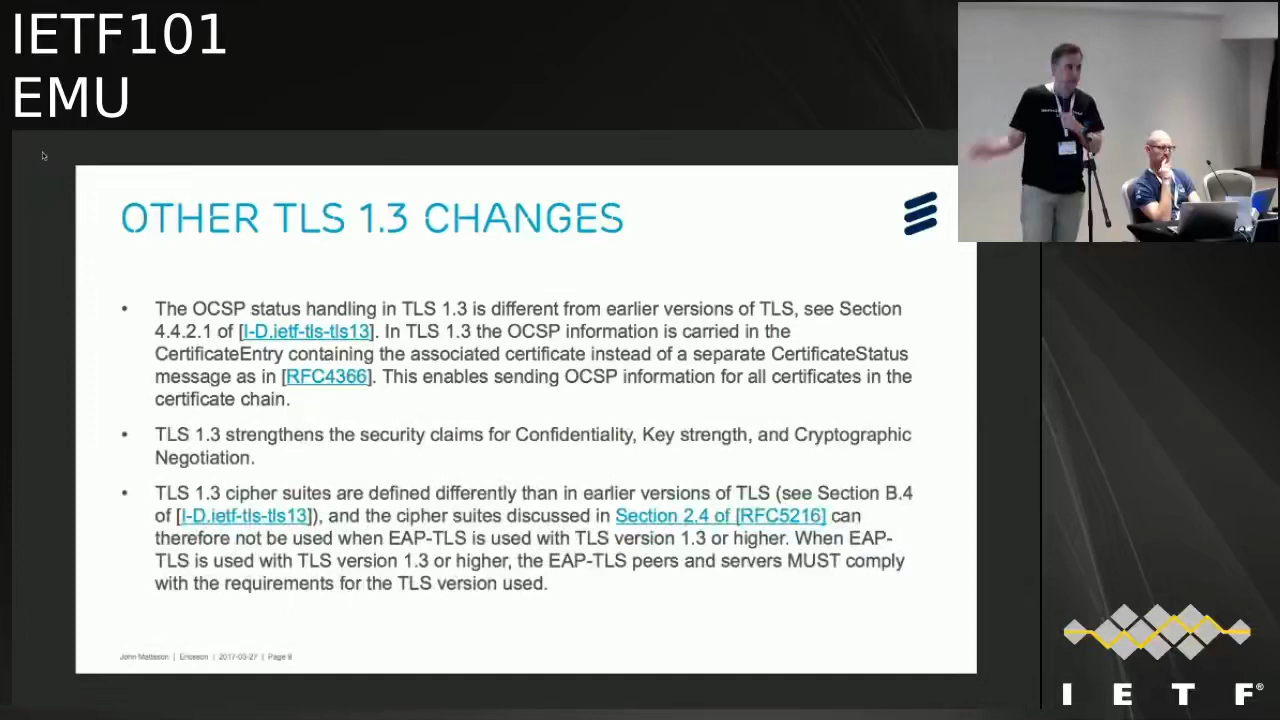 IETF101
EMU
OTHER TLS 1.3 CHANGES
• The OCSP status handling in TLS 1.3 is different from earlier versions of TLS, see Section
4.4.2.1 of [I-D.ietf-tls-tls13]. In TLS 1.3 the OCSP information is carried in the
CertificateEntry containing the associated certificate instead of a separate CertificateStatus
message as in [RFC4366]. This enables sending OCSP information for all certificates in the
certificate chain.
• TLS 1.3 strengthens the security claims for Confidentiality, Key strength, and Cryptographic
Negotiation.
• TLS 1.3 cipher suites are defined differently than in earlier versions of TLS (see Section B.4
of [I-D.ietf-tls-tls13]), and the cipher suites discussed in Section 2.4 of [RFC5216] can
therefore not be used when EAP-TLS is used with TLS version 1.3 or higher. When EAP-
TLS is used with TLS version 1.3 or higher, the EAP-TLS peers and servers MUST comply
with the requirements for the TLS version used.
John Mattsson | Ericsson | 2017-03-27 | Page 9
I E T F®